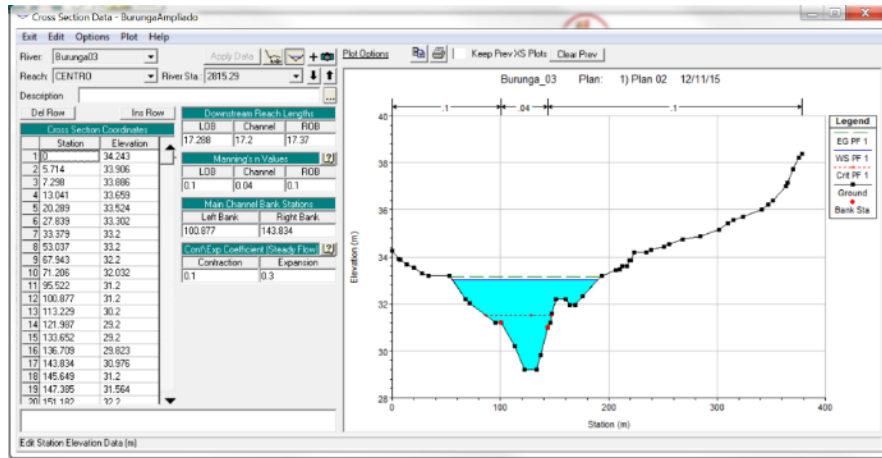 Cross Section Data - BurungaAmpliado
Exit Edit Options Plot Help
River: Burunga03 Apply Data + Plot Options Keep Prev XS Plots Clear Prev
Reach: CENTRO River Sta.: 2815.29
Description ...
Del Row Ins Row
Cross Section Coordinates
Station Elevation
1 0 34.243
2 5.714 33.906
3 7.298 33.886
4 13.041 33.659
5 20.289 33.524
6 27.839 33.302
7 33.379 33.2
8 53.037 33.2
9 67.943 32.2
10 71.206 32.032
11 95.522 31.2
12 100.877 31.2
13 113.229 30.2
14 121.987 29.2
15 133.652 29.2
16 136.709 29.823
17 143.834 30.976
18 145.649 31.2
19 147.385 31.564
20 151.182 32.2
Downstream Reach Lengths
LOB Channel ROB
17.288 17.2 17.37
Manning's n Values ?
LOB Channel ROB
0.1 0.04 0.1
Main Channel Bank Stations
Left Bank Right Bank
100.877 143.834
Cont\Exp Coefficient (Steady Flow) ?
Contraction Expansion
0.1 0.3
Edit Station Elevation Data (m)
Burunga_03 Plan: 1) Plan 02 12/11/15
.1 .04 .1
40
38
36
34
32
30
28
Elevation (m)
0 100 200 300 400
Station (m)
Legend
EG PF 1
WS PF 1
Crit PF 1
Ground
Bank Sta